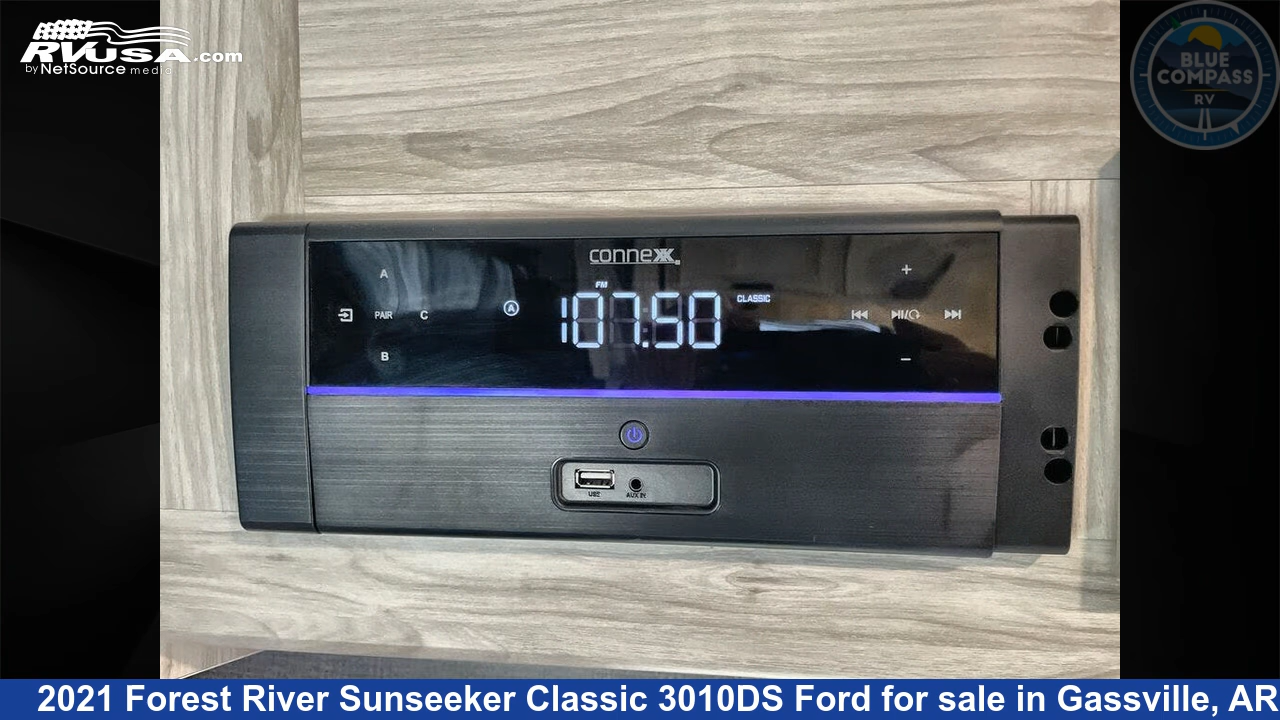 RVUSA.com
by NetSource media
BLUE
COMPASS
RV
conneXX
A
FM
CLASSIC
+
PAIR
C
A
107.50
B
−
USB
AUX IN
2021 Forest River Sunseeker Classic 3010DS Ford for sale in Gassville, AR